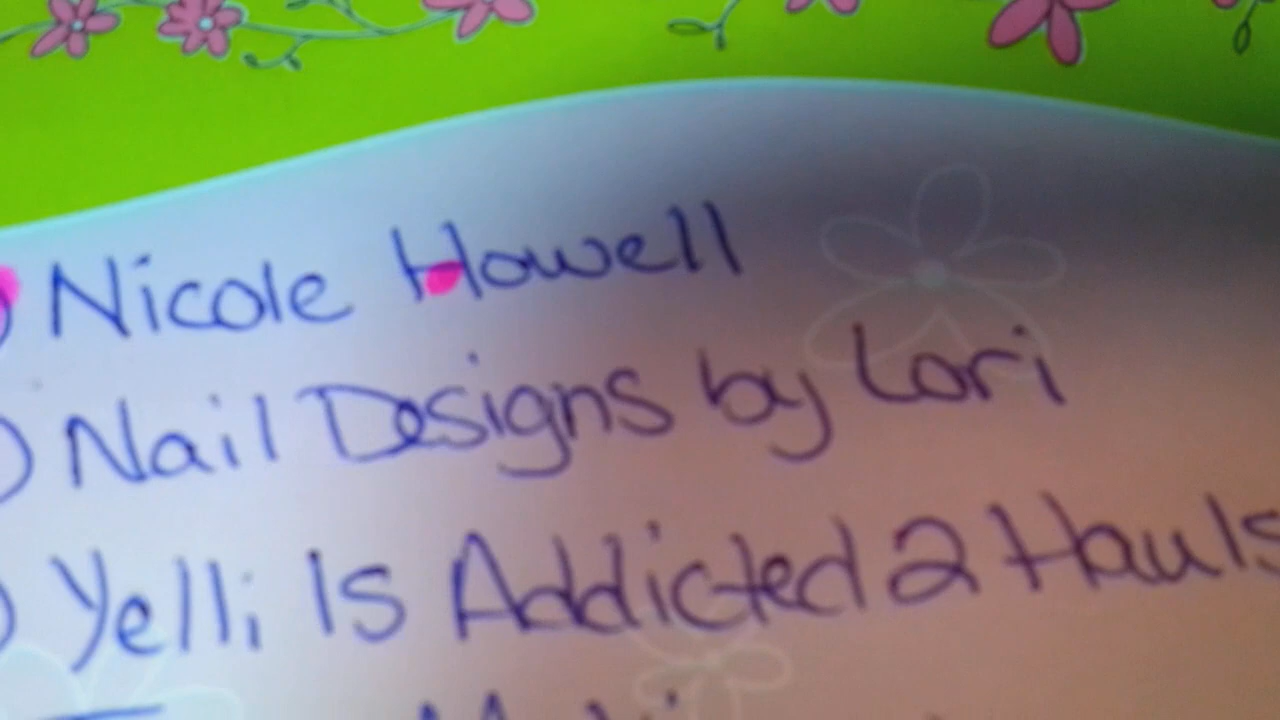 ) Nicole Howell
) Nail Designs by Lori
) Yelli Is Addicted 2 Hauls